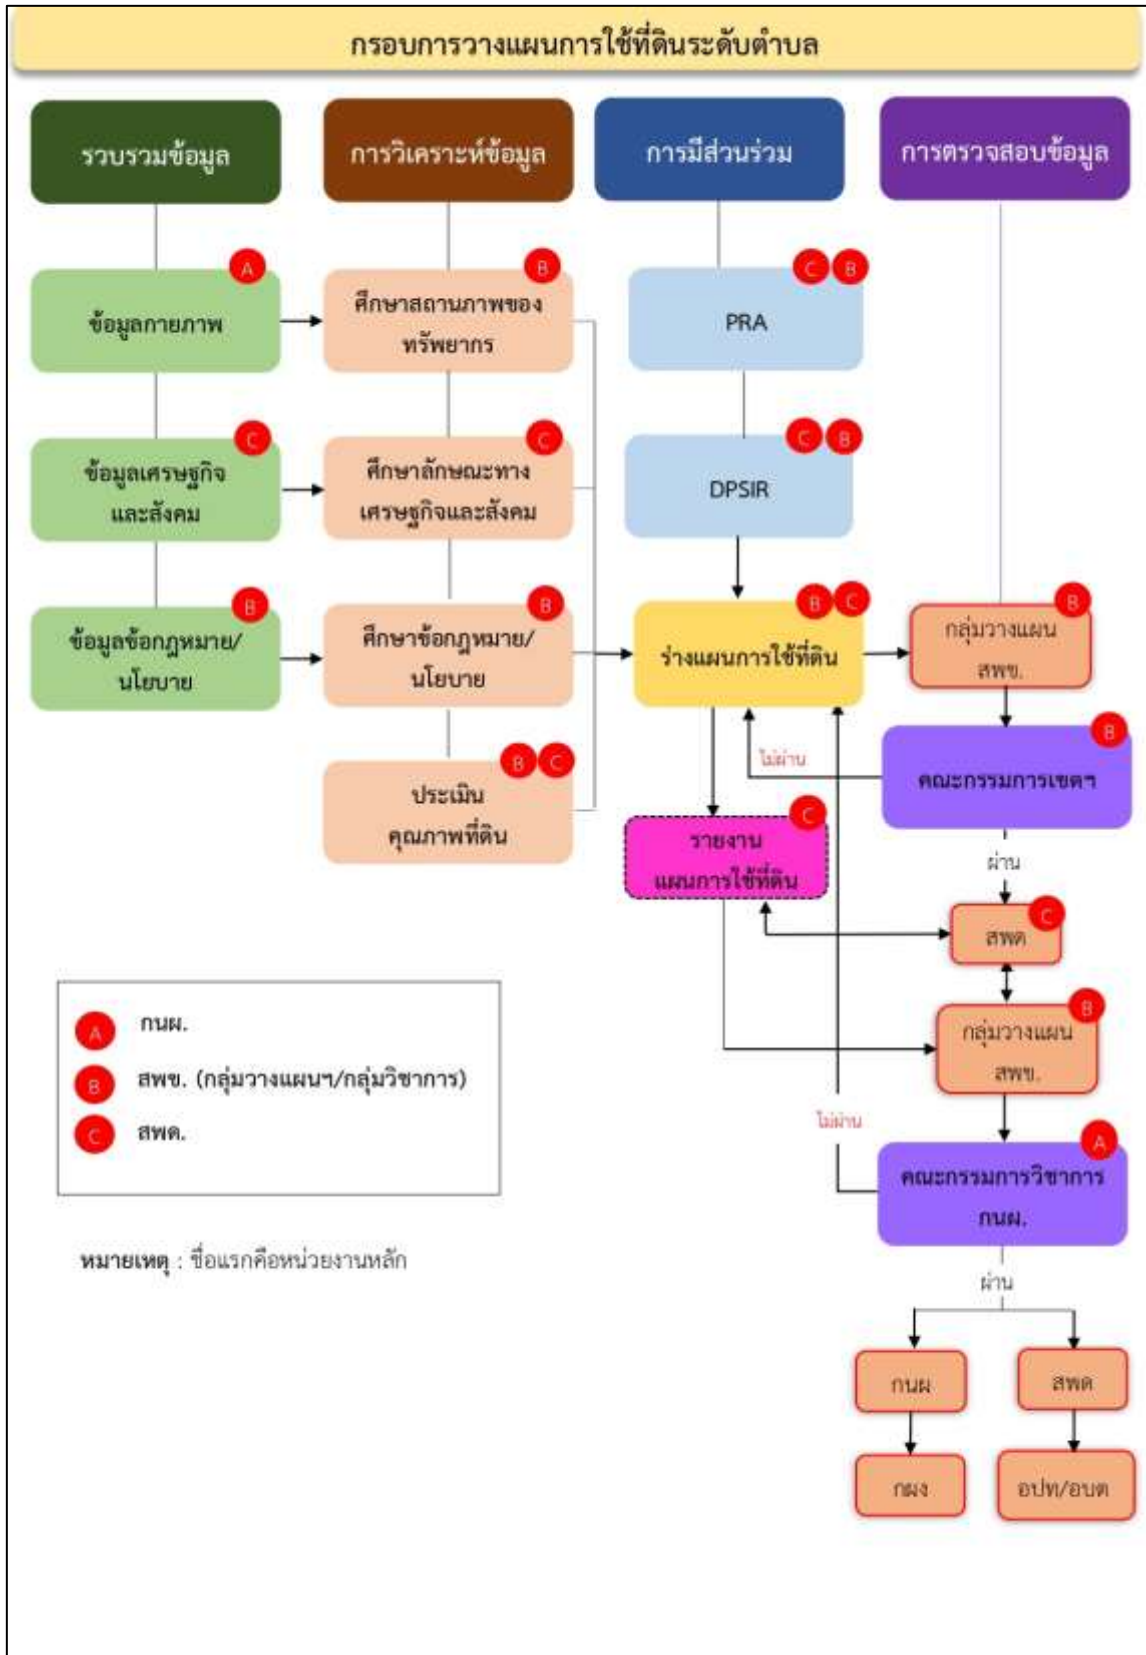 กรอบการวางแผนการใช้ที่ดินระดับตำบล
รวบรวมข้อมูล
การวิเคราะห์ข้อมูล
การมีส่วนร่วม
การตรวจสอบข้อมูล
A
ข้อมูลกายภาพ
B
ศึกษาสถานภาพของ
ทรัพยากร
C B
PRA
C
ข้อมูลเศรษฐกิจ
และสังคม
C
ศึกษาลักษณะทาง
เศรษฐกิจและสังคม
C B
DPSIR
B
ข้อมูลข้อกฎหมาย/
นโยบาย
B
ศึกษาข้อกฎหมาย/
นโยบาย
B C
ร่างแผนการใช้ที่ดิน
B
กลุ่มวางแผน
สพข.
B C
ประเมิน
คุณภาพที่ดิน
ไม่ผ่าน
B
คณะกรรมการเขตฯ
C
รายงาน
แผนการใช้ที่ดิน
ผ่าน
C
สพด
B
กลุ่มวางแผน
สพข.
A กนผ.
B สพข. (กลุ่มวางแผนฯ/กลุ่มวิชาการ)
C สพด.
ไม่ผ่าน
A
คณะกรรมการวิชาการ
กนผ.
หมายเหตุ : ชื่อแรกคือหน่วยงานหลัก
ผ่าน
กนผ
สพด
กผง
อปท/อบต